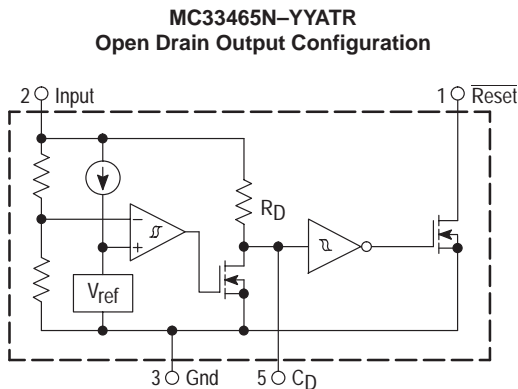 MC33465N–YYATR
Open Drain Output Configuration
2 Input
1 Reset
RD
Vref
3 Gnd
5 CD